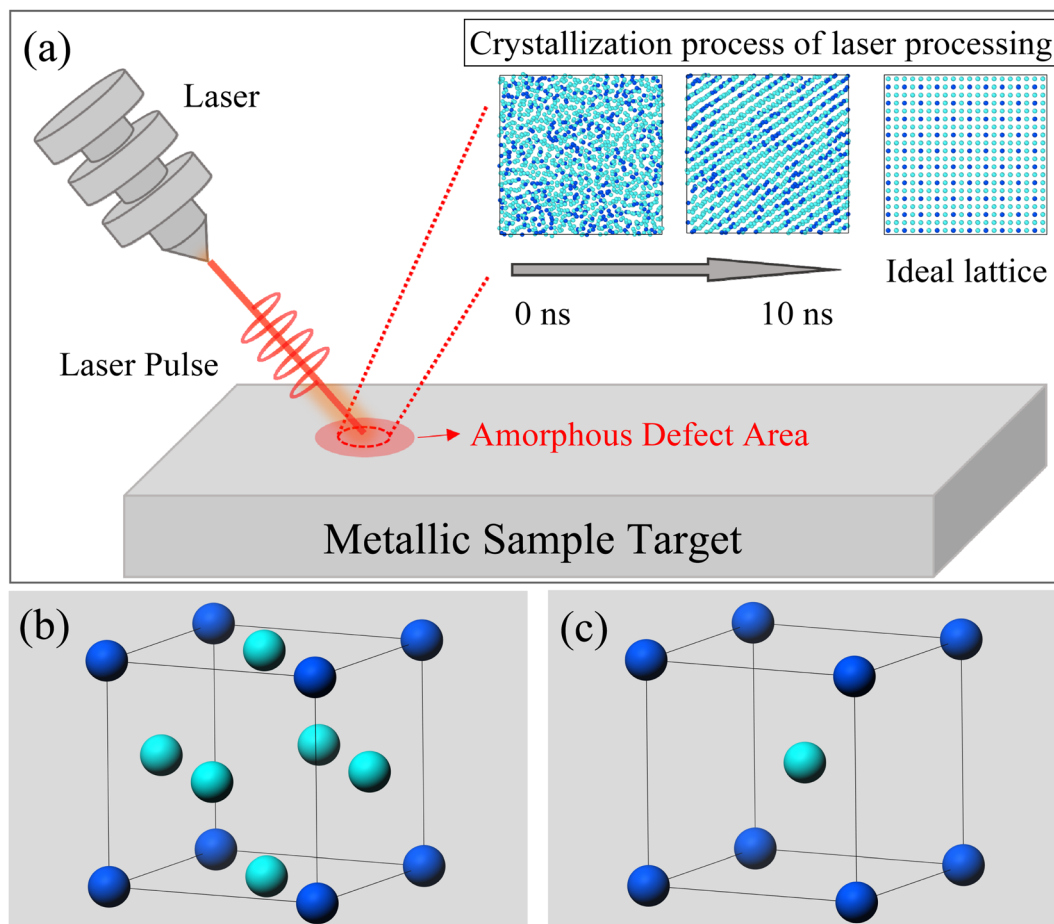 (a)
Crystallization process of laser processing
Laser
Ideal lattice
0 ns
10 ns
Laser Pulse
Amorphous Defect Area
Metallic Sample Target
(b)
(c)